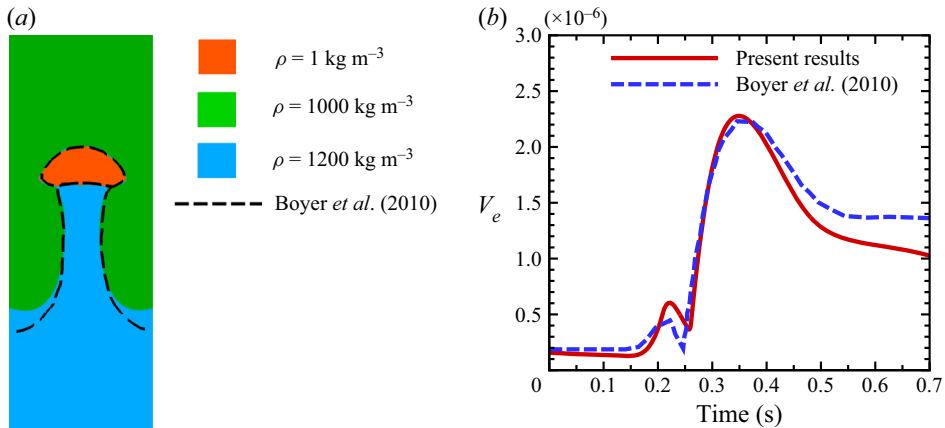 (a)
ρ = 1 kg m⁻³
ρ = 1000 kg m⁻³
ρ = 1200 kg m⁻³
Boyer et al. (2010)
(b)
(×10⁻⁶)
3.0
2.5
2.0
1.5
1.0
0.5
V_e
Present results
Boyer et al. (2010)
0 0.1 0.2 0.3 0.4 0.5 0.6 0.7
Time (s)